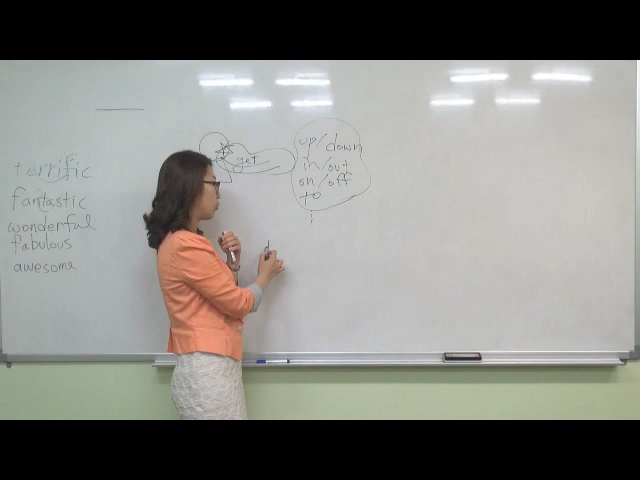 terrific
fantastic
wonderful
fabulous
awesome
get
up/down
in/out
on/off
to